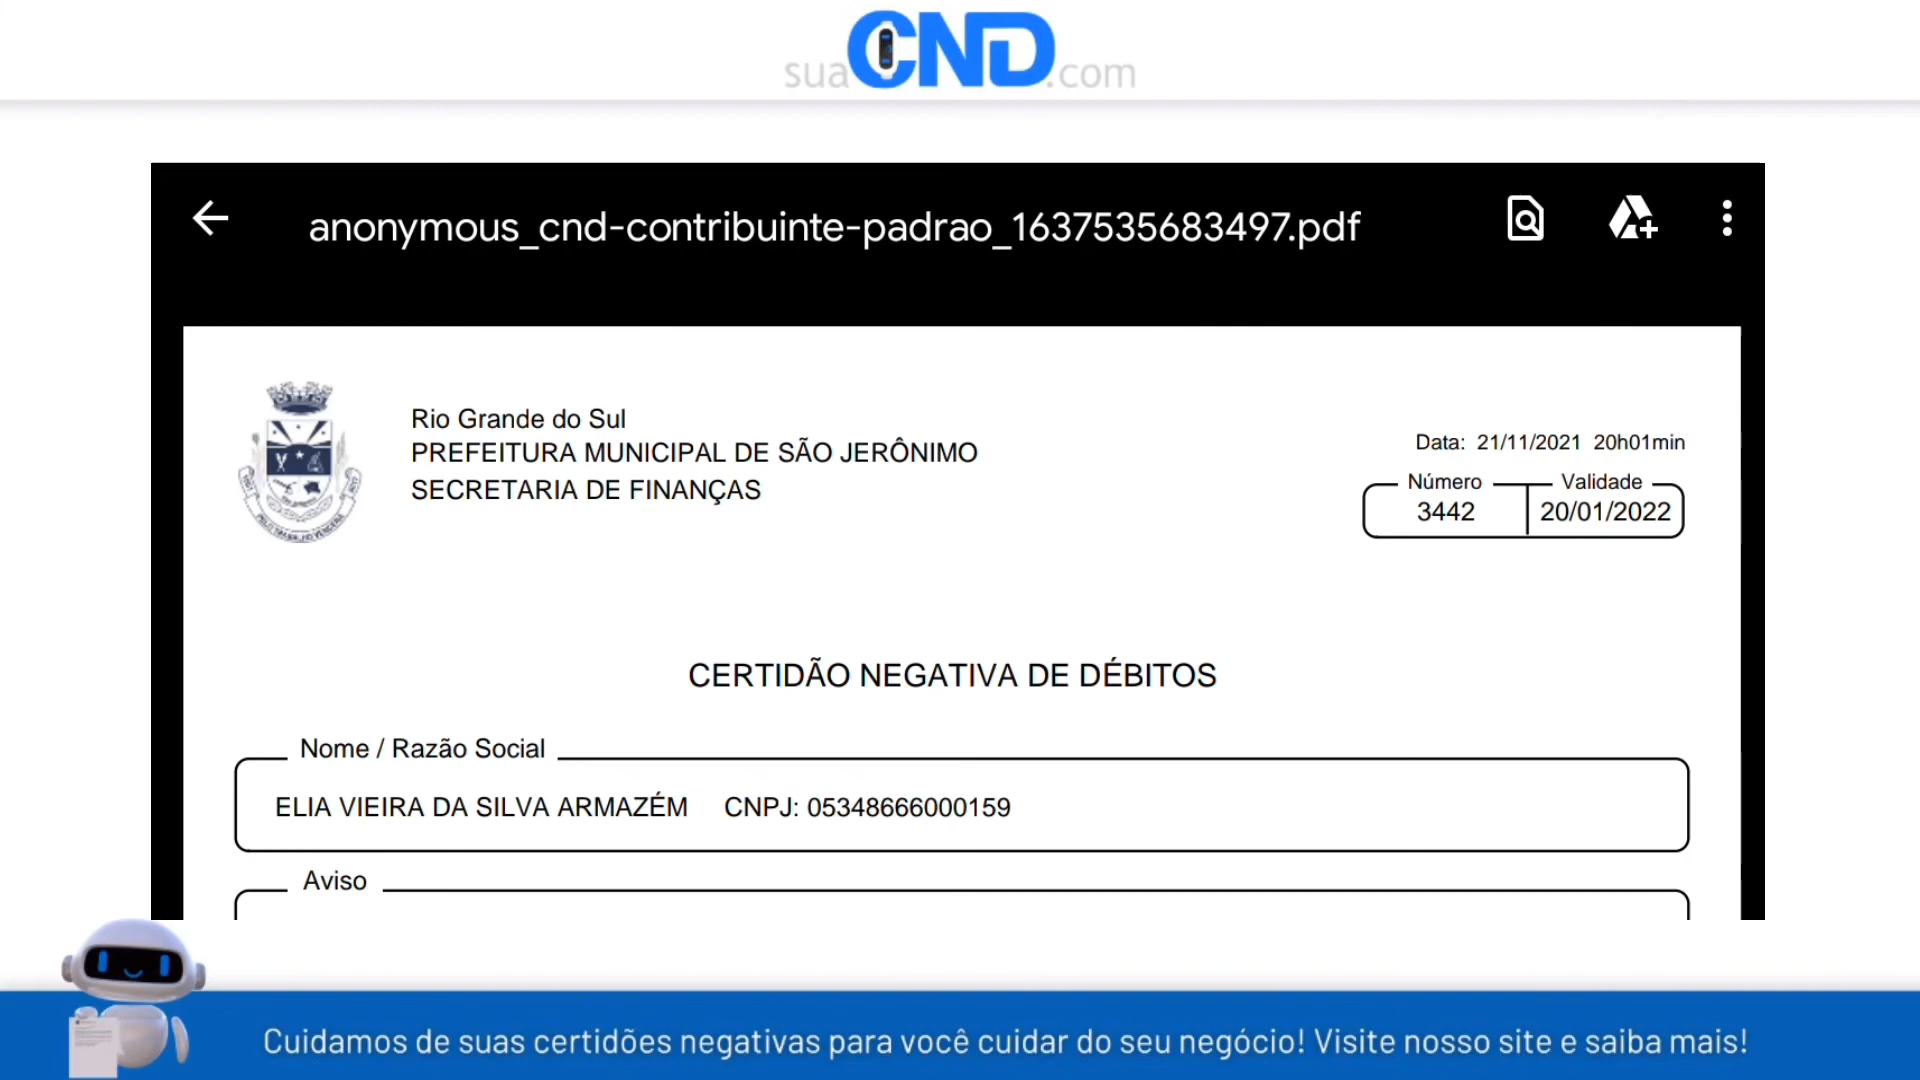 suaCND.com
anonymous_cnd-contribuinte-padrao_1637535683497.pdf
Rio Grande do Sul
PREFEITURA MUNICIPAL DE SÃO JERÔNIMO
SECRETARIA DE FINANÇAS
Data: 21/11/2021 20h01min
Número Validade
3442 20/01/2022
CERTIDÃO NEGATIVA DE DÉBITOS
Nome / Razão Social
ELIA VIEIRA DA SILVA ARMAZÉM CNPJ: 05348666000159
Aviso
Cuidamos de suas certidões negativas para você cuidar do seu negócio! Visite nosso site e saiba mais!